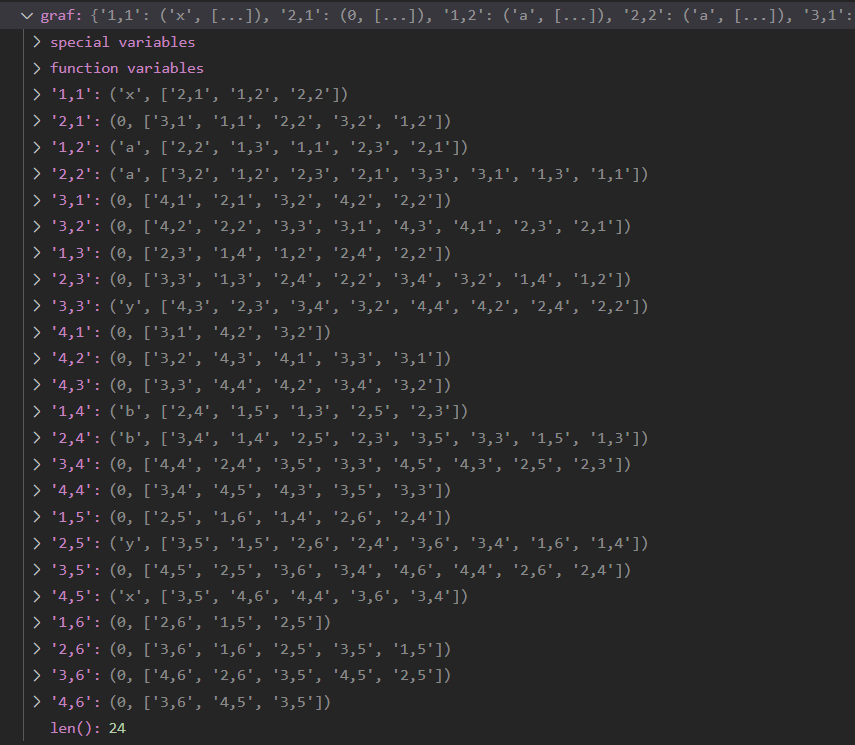 graf: {'1,1': ('x', [...]), '2,1': (0, [...]), '1,2': ('a', [...]), '2,2': ('a', [...]), '3,1':
special variables
function variables
'1,1': ('x', ['2,1', '1,2', '2,2'])
'2,1': (0, ['3,1', '1,1', '2,2', '3,2', '1,2'])
'1,2': ('a', ['2,2', '1,3', '1,1', '2,3', '2,1'])
'2,2': ('a', ['3,2', '1,2', '2,3', '2,1', '3,3', '3,1', '1,3', '1,1'])
'3,1': (0, ['4,1', '2,1', '3,2', '4,2', '2,2'])
'3,2': (0, ['4,2', '2,2', '3,3', '3,1', '4,3', '4,1', '2,3', '2,1'])
'1,3': (0, ['2,3', '1,4', '1,2', '2,4', '2,2'])
'2,3': (0, ['3,3', '1,3', '2,4', '2,2', '3,4', '3,2', '1,4', '1,2'])
'3,3': ('y', ['4,3', '2,3', '3,4', '3,2', '4,4', '4,2', '2,4', '2,2'])
'4,1': (0, ['3,1', '4,2', '3,2'])
'4,2': (0, ['3,2', '4,3', '4,1', '3,3', '3,1'])
'4,3': (0, ['3,3', '4,4', '4,2', '3,4', '3,2'])
'1,4': ('b', ['2,4', '1,5', '1,3', '2,5', '2,3'])
'2,4': ('b', ['3,4', '1,4', '2,5', '2,3', '3,5', '3,3', '1,5', '1,3'])
'3,4': (0, ['4,4', '2,4', '3,5', '3,3', '4,5', '4,3', '2,5', '2,3'])
'4,4': (0, ['3,4', '4,5', '4,3', '3,5', '3,3'])
'1,5': (0, ['2,5', '1,6', '1,4', '2,6', '2,4'])
'2,5': ('y', ['3,5', '1,5', '2,6', '2,4', '3,6', '3,4', '1,6', '1,4'])
'3,5': (0, ['4,5', '2,5', '3,6', '3,4', '4,6', '4,4', '2,6', '2,4'])
'4,5': ('x', ['3,5', '4,6', '4,4', '3,6', '3,4'])
'1,6': (0, ['2,6', '1,5', '2,5'])
'2,6': (0, ['3,6', '1,6', '2,5', '3,5', '1,5'])
'3,6': (0, ['4,6', '2,6', '3,5', '4,5', '2,5'])
'4,6': (0, ['3,6', '4,5', '3,5'])
len(): 24